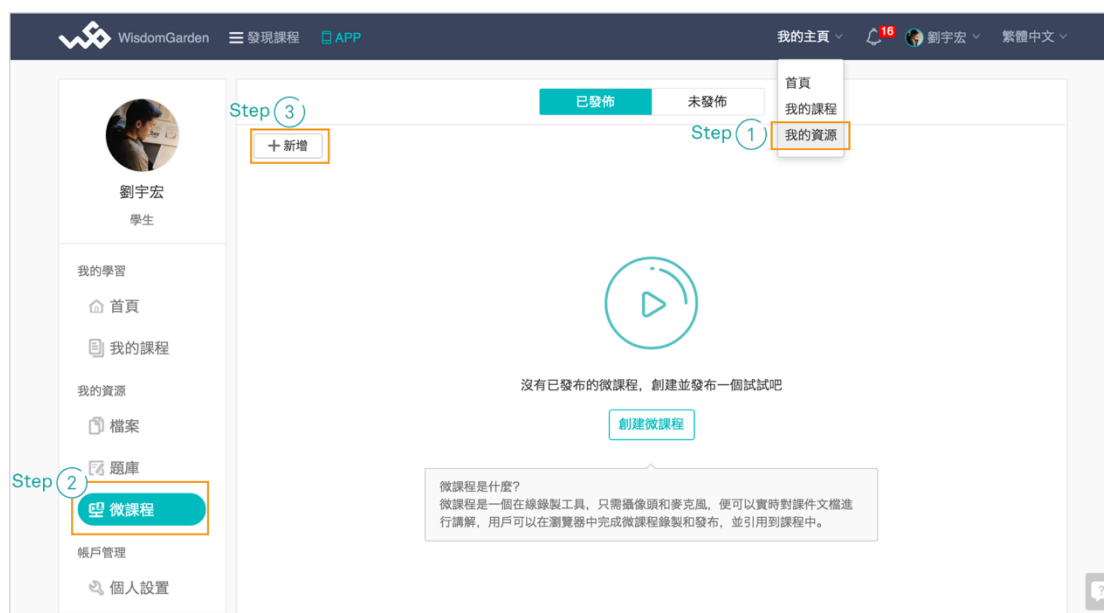 WisdomGarden
發現課程
APP
我的主頁
16
劉宇宏
繁體中文
首頁
我的課程
我的資源
Step 1
已發佈
未發佈
Step 3
新增
劉宇宏
學生
我的學習
首頁
我的課程
我的資源
檔案
題庫
Step 2
微課程
帳戶管理
個人設置
沒有已發布的微課程，創建並發布一個試試吧
創建微課程
微課程是什麼?
微課程是一個在線錄製工具，只需攝像頭和麥克風，便可以實時對課件文檔進
行講解，用戶可以在瀏覽器中完成微課程錄製和發布，並引用到課程中。
?